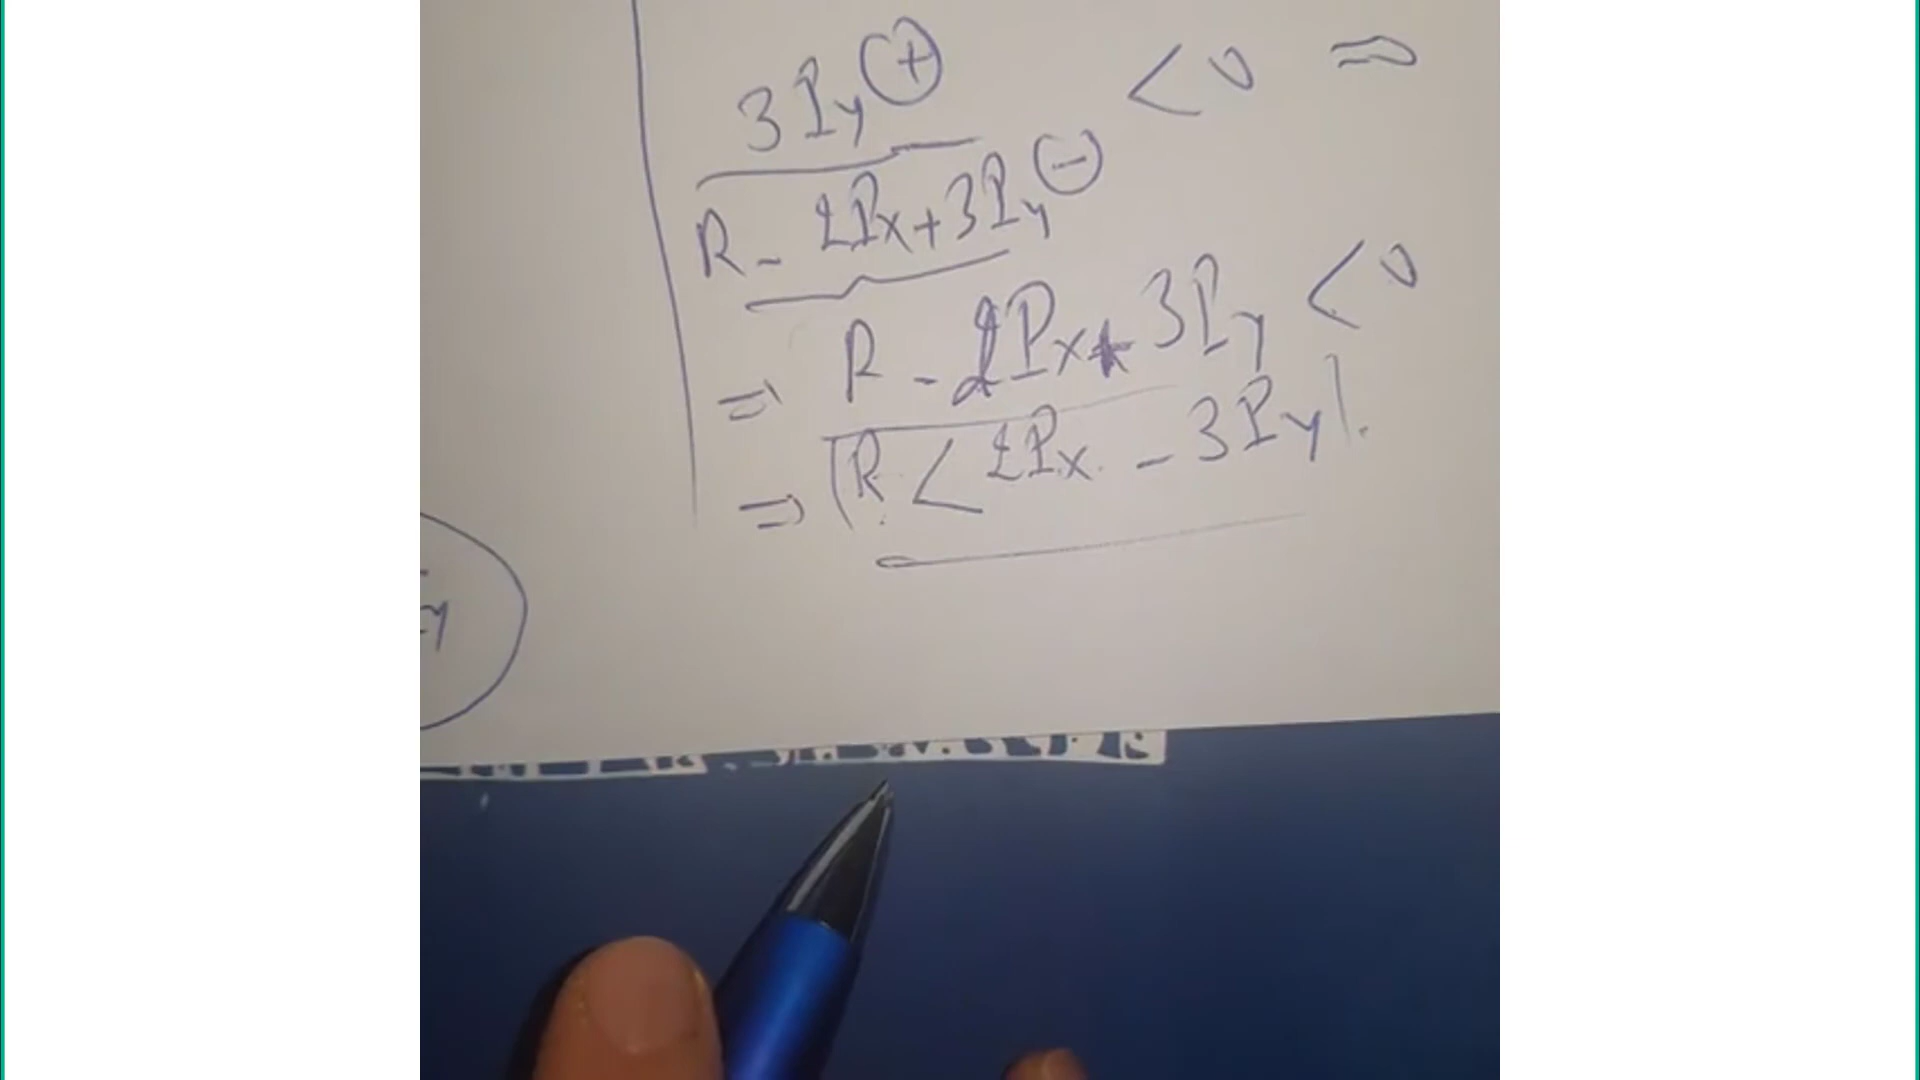 3Py ⊕
R - 2Px + 3Py ⊖ < 0 ⇒
⇒ R - 2Px + 3Py < 0
⇒ R < 2Px - 3Py